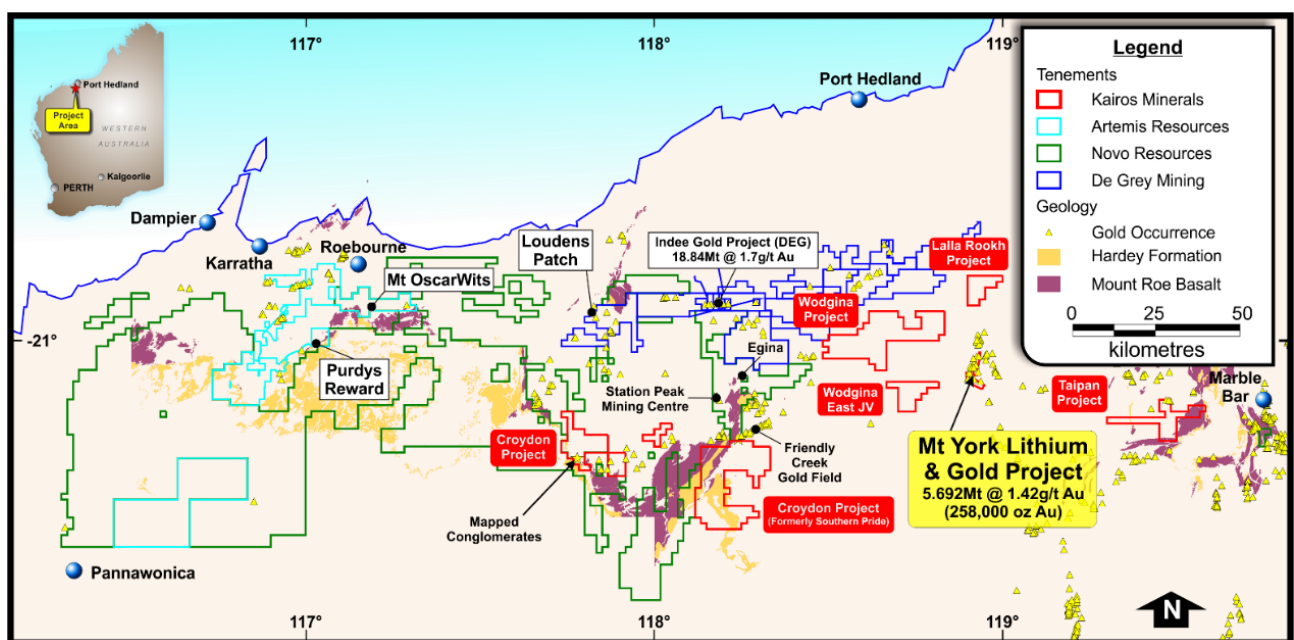 117°
118°
119°
Port Hedland
Project
Area
WESTERN
AUSTRALIA
Kalgoorlie
PERTH
Port Hedland
Legend
Tenements
Kairos Minerals
Artemis Resources
Novo Resources
De Grey Mining
Geology
Gold Occurrence
Hardey Formation
Mount Roe Basalt
0 25 50
kilometres
Dampier
Karratha
Roebourne
Mt OscarWits
Loudens
Patch
Indee Gold Project (DEG)
18.84Mt @ 1.7g/t Au
Lalla Rookh
Project
Wodgina
Project
-21°
Purdys
Reward
Egina
Station Peak
Mining Centre
Wodgina
East JV
Taipan
Project
Marble
Bar
Croydon
Project
Friendly
Creek
Gold Field
Mt York Lithium
& Gold Project
5.692Mt @ 1.42g/t Au
(258,000 oz Au)
Mapped
Conglomerates
Croydon Project
(Formerly Southern Pride)
Pannawonica
N
117°
118°
119°